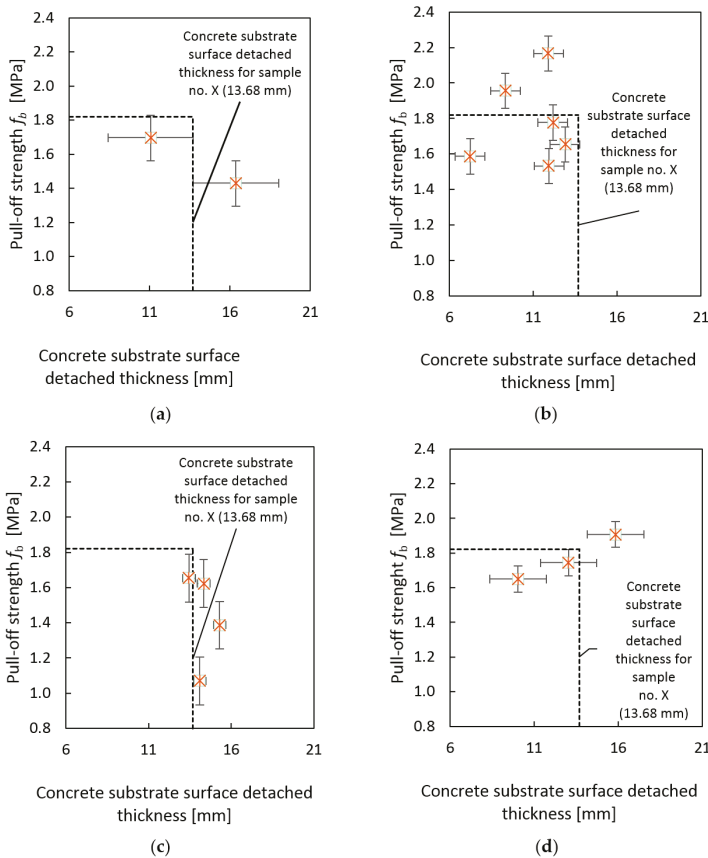 2.4
2.2
2.0
1.8
1.6
1.4
1.2
1.0
0.8
6
11
16
21
Pull-off strength fb [MPa]
Concrete substrate
surface detached
thickness for sample
no. X (13.68 mm)
Concrete substrate surface
detached thickness [mm]
(a)
2.4
2.2
2.0
1.8
1.6
1.4
1.2
1.0
0.8
6
11
16
21
Pull-off strength fb [MPa]
Concrete
substrate surface
detached
thickness for
sample no. X
(13.68 mm)
Concrete substrate surface detached
thickness [mm]
(b)
2.4
2.2
2.0
1.8
1.6
1.4
1.2
1.0
0.8
6
11
16
21
Pull-off strength fb [MPa]
Concrete substrate
surface detached
thickness for sample
no. X (13.68 mm)
Concrete substrate surface detached
thickness [mm]
(c)
2.4
2.2
2.0
1.8
1.6
1.4
1.2
1.0
0.8
6
11
16
21
Pull-off strenght fb [MPa]
Concrete
substrate
surface
detached
thickness for
sample
no. X
(13.68 mm)
Concrete substrate surface detached
thickness [mm]
(d)